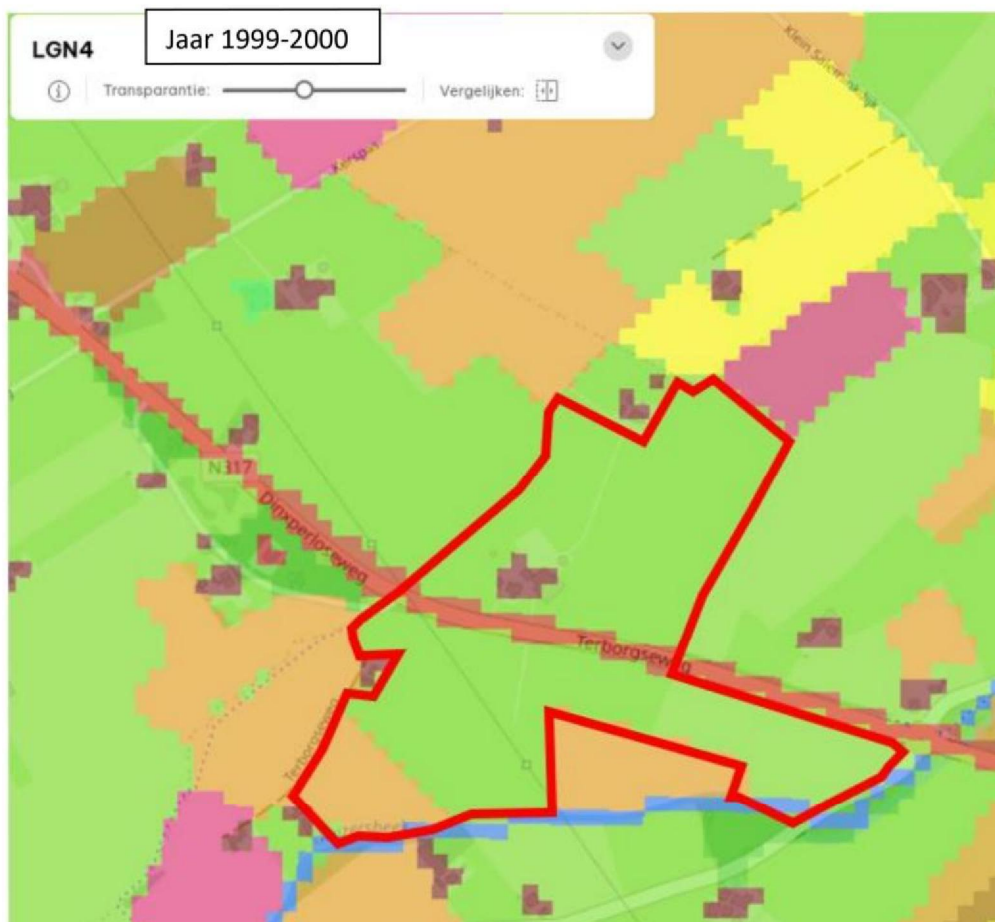 LGN4
Jaar 1999-2000
Transparantie:
Vergelijken:
N317
Dinxperloseweg
Terborgseweg
Terborgseweg